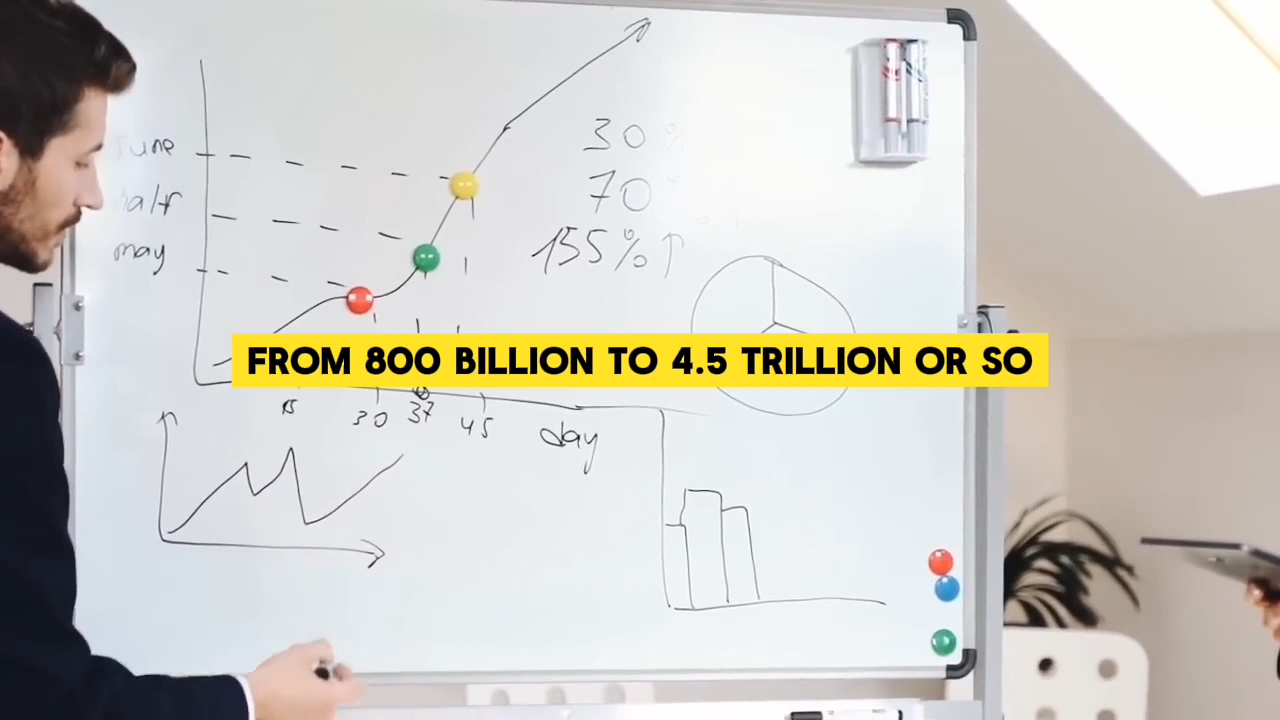 30%
June
70
half
155%↑
may
FROM 800 BILLION TO 4.5 TRILLION OR SO
15 30 37 45 day